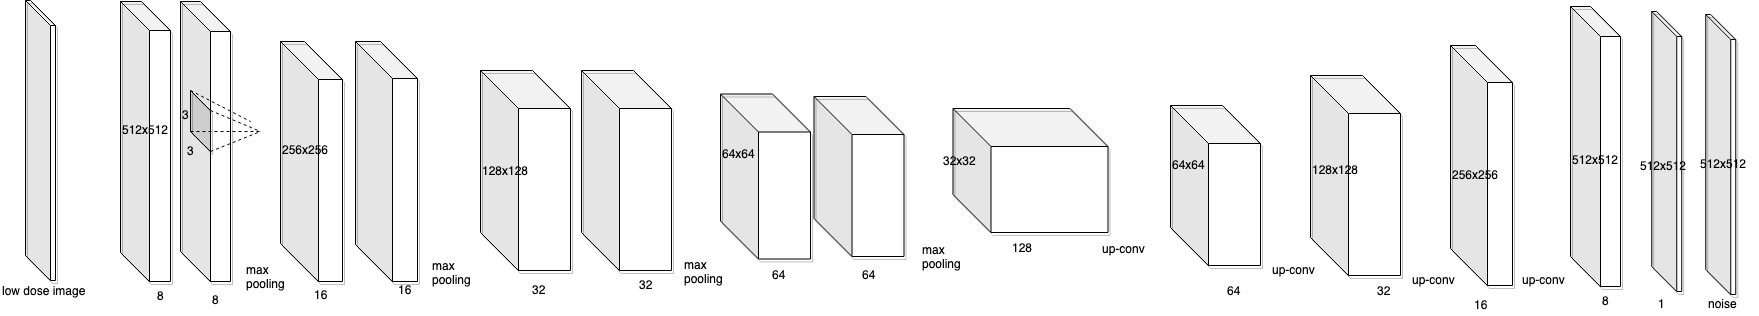 low dose image
512x512
8
3
3
8
max
pooling
256x256
16
16
max
pooling
128x128
32
32
max
pooling
64x64
64
64
max
pooling
32x32
128
up-conv
64x64
64
up-conv
128x128
32
up-conv
256x256
16
up-conv
512x512
8
512x512
1
512x512
noise